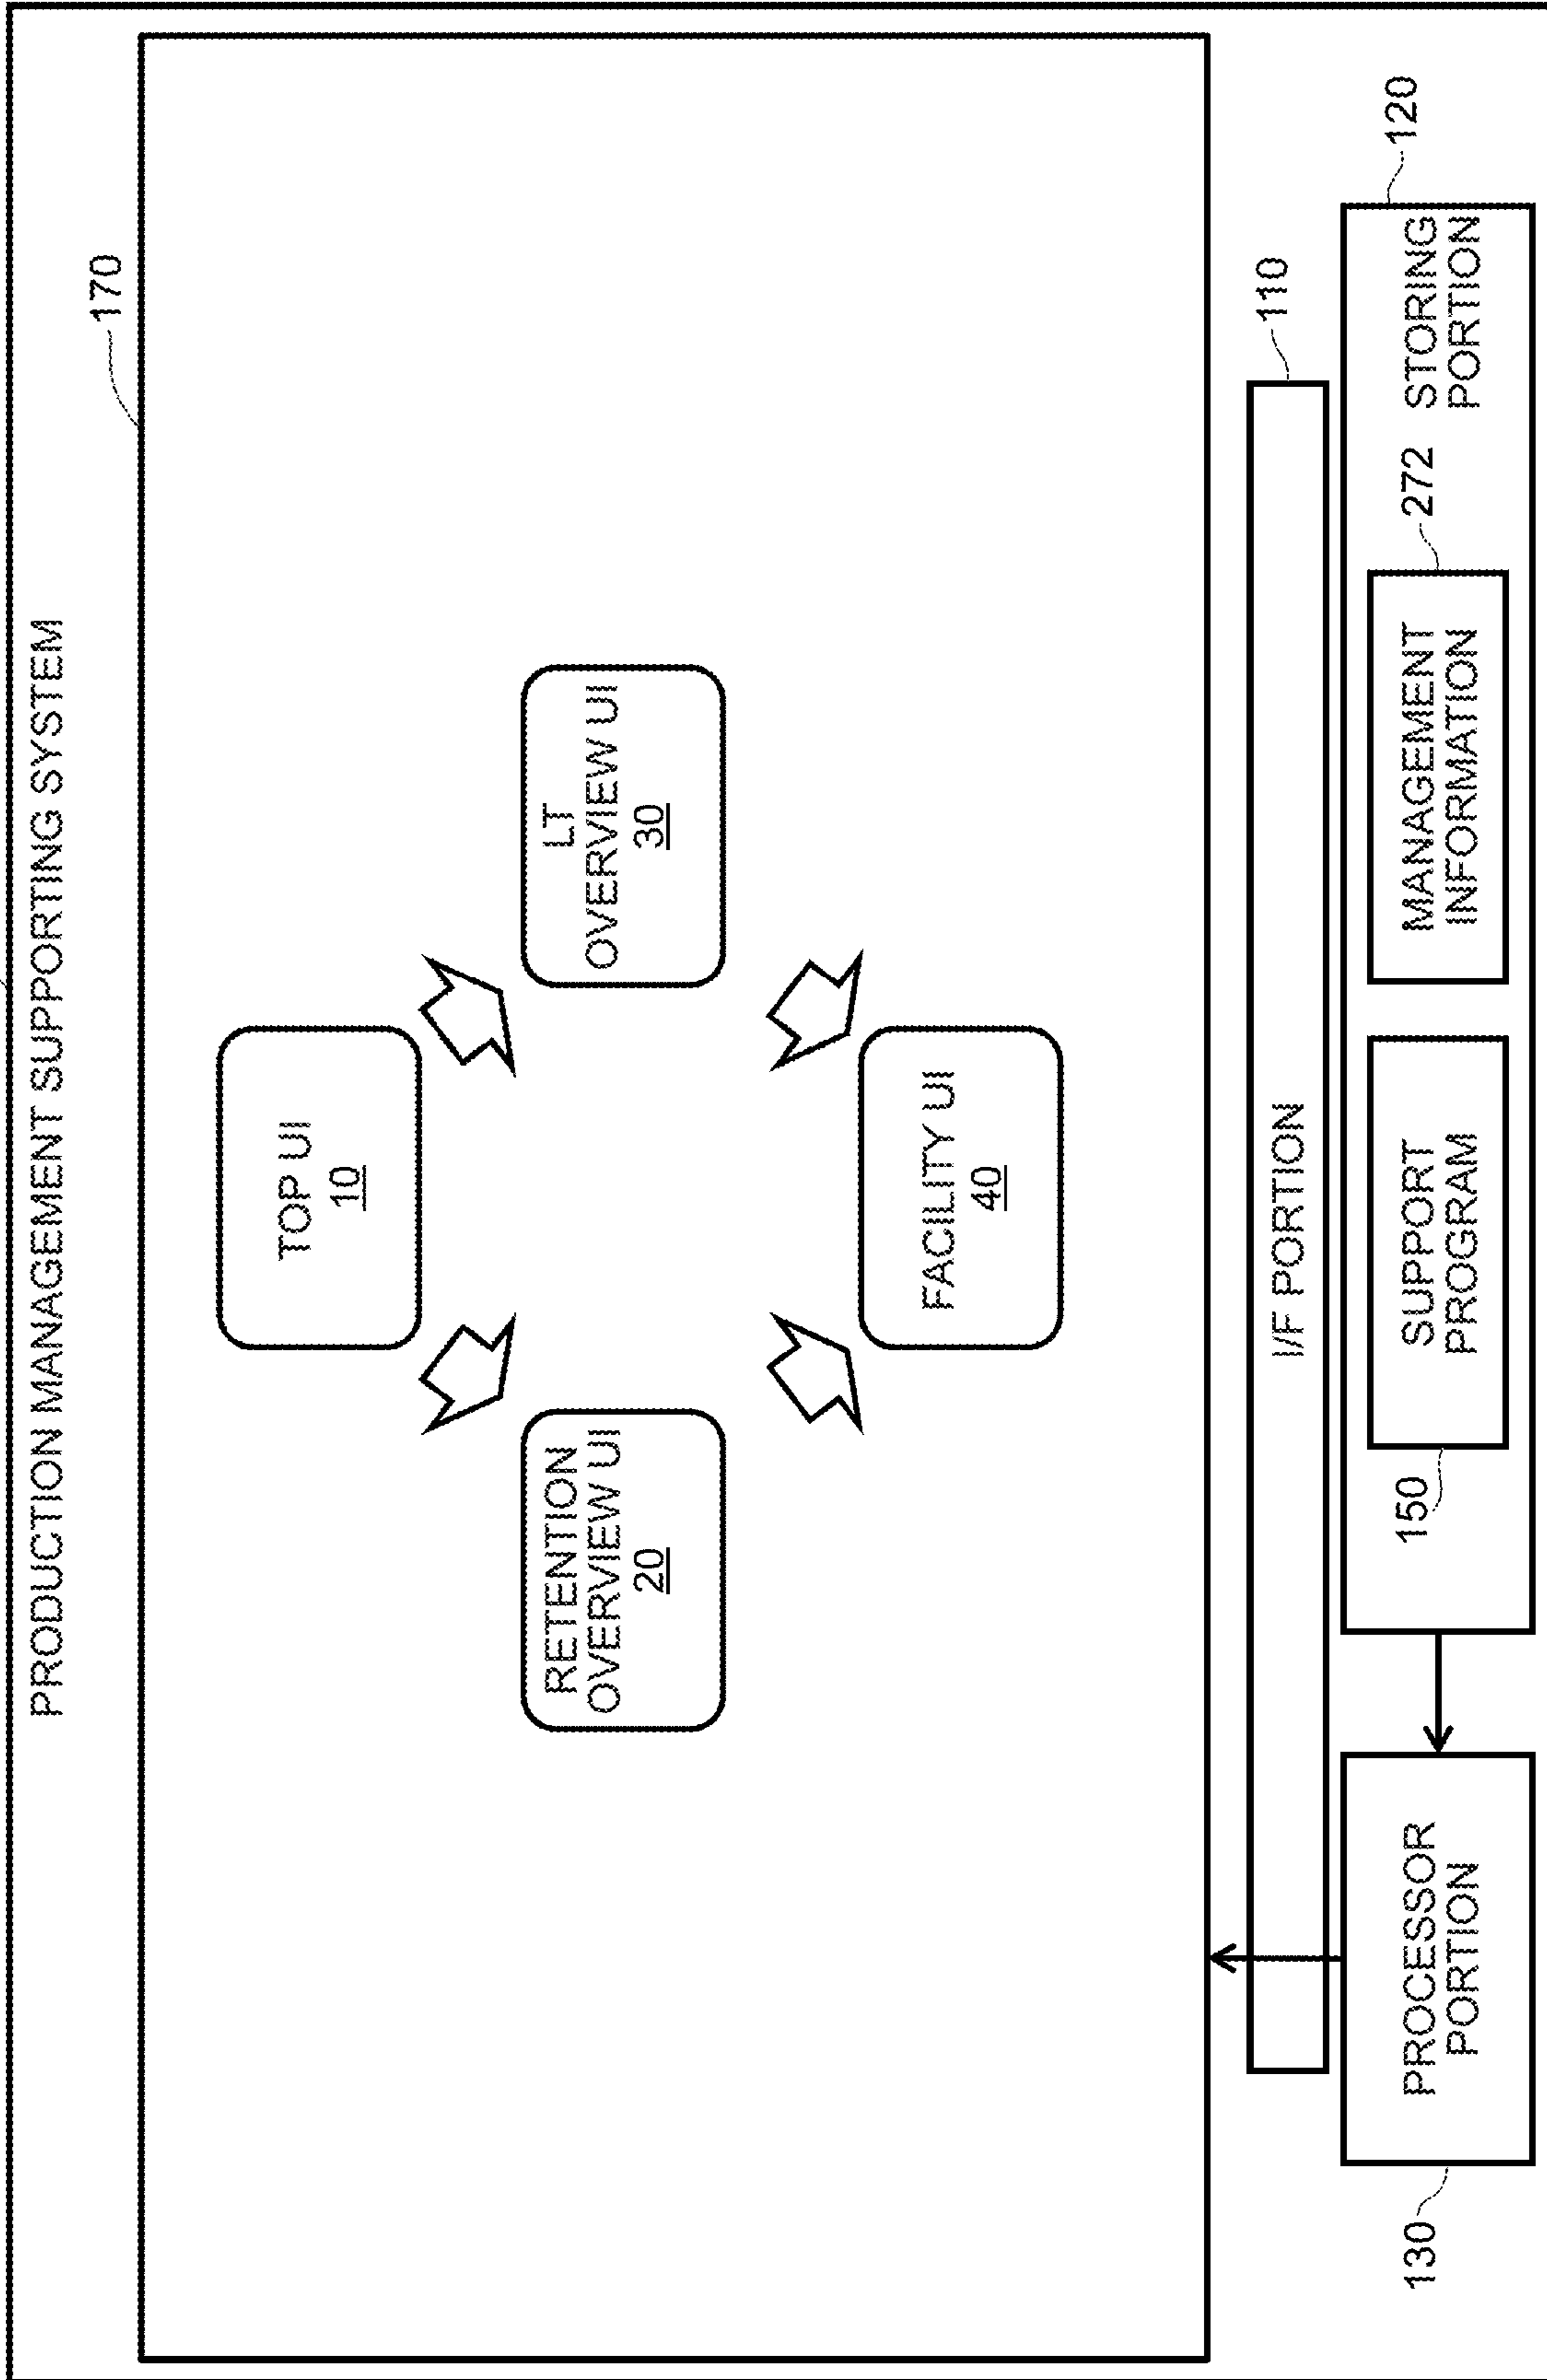 PRODUCTION MANAGEMENT SUPPORTING SYSTEM
170
TOP UI
10
RETENTION
OVERVIEW UI
20
LT
OVERVIEW UI
30
FACILITY UI
40
110
I/F PORTION
120
130
PROCESSOR
PORTION
150
SUPPORT
PROGRAM
272
MANAGEMENT
INFORMATION
STORING
PORTION